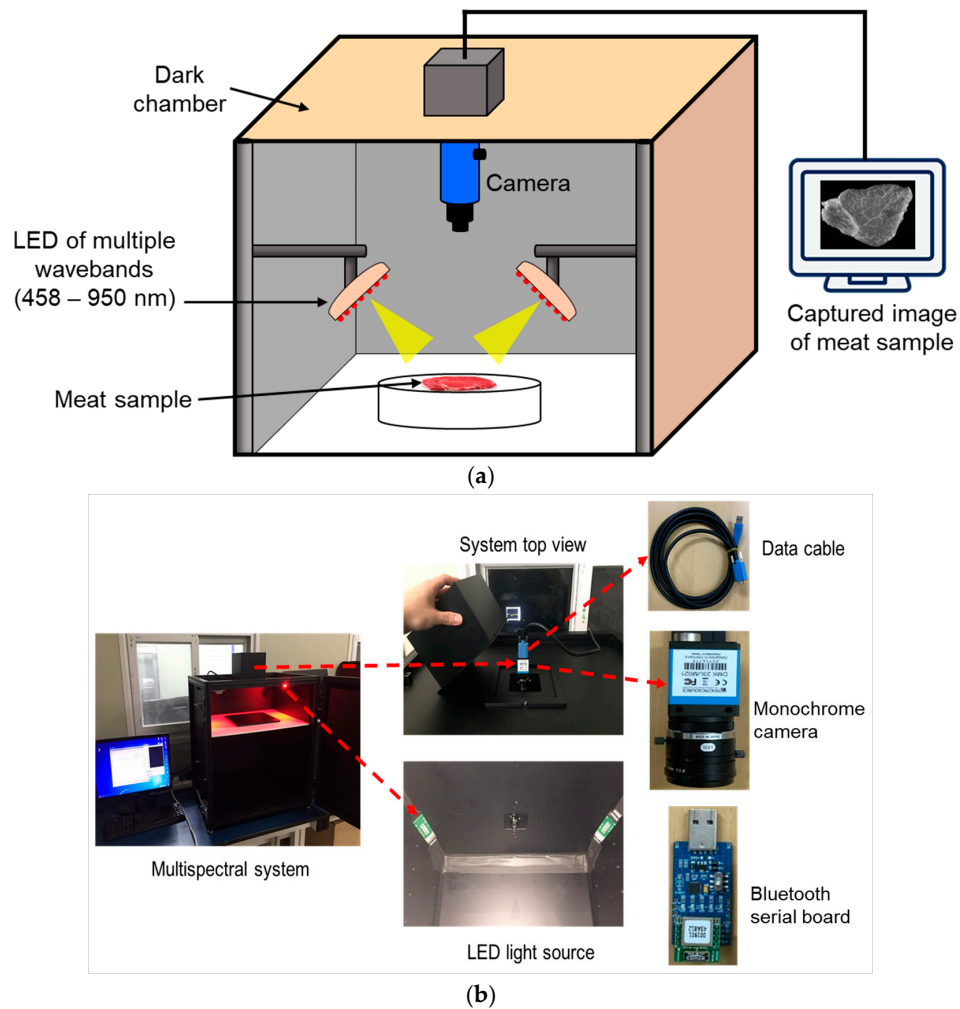 Dark
chamber
Camera
LED of multiple
wavebands
(458 – 950 nm)
Captured image
of meat sample
Meat sample
(a)
System top view
Data cable
Monochrome
camera
Multispectral system
LED light source
Bluetooth
serial board
(b)